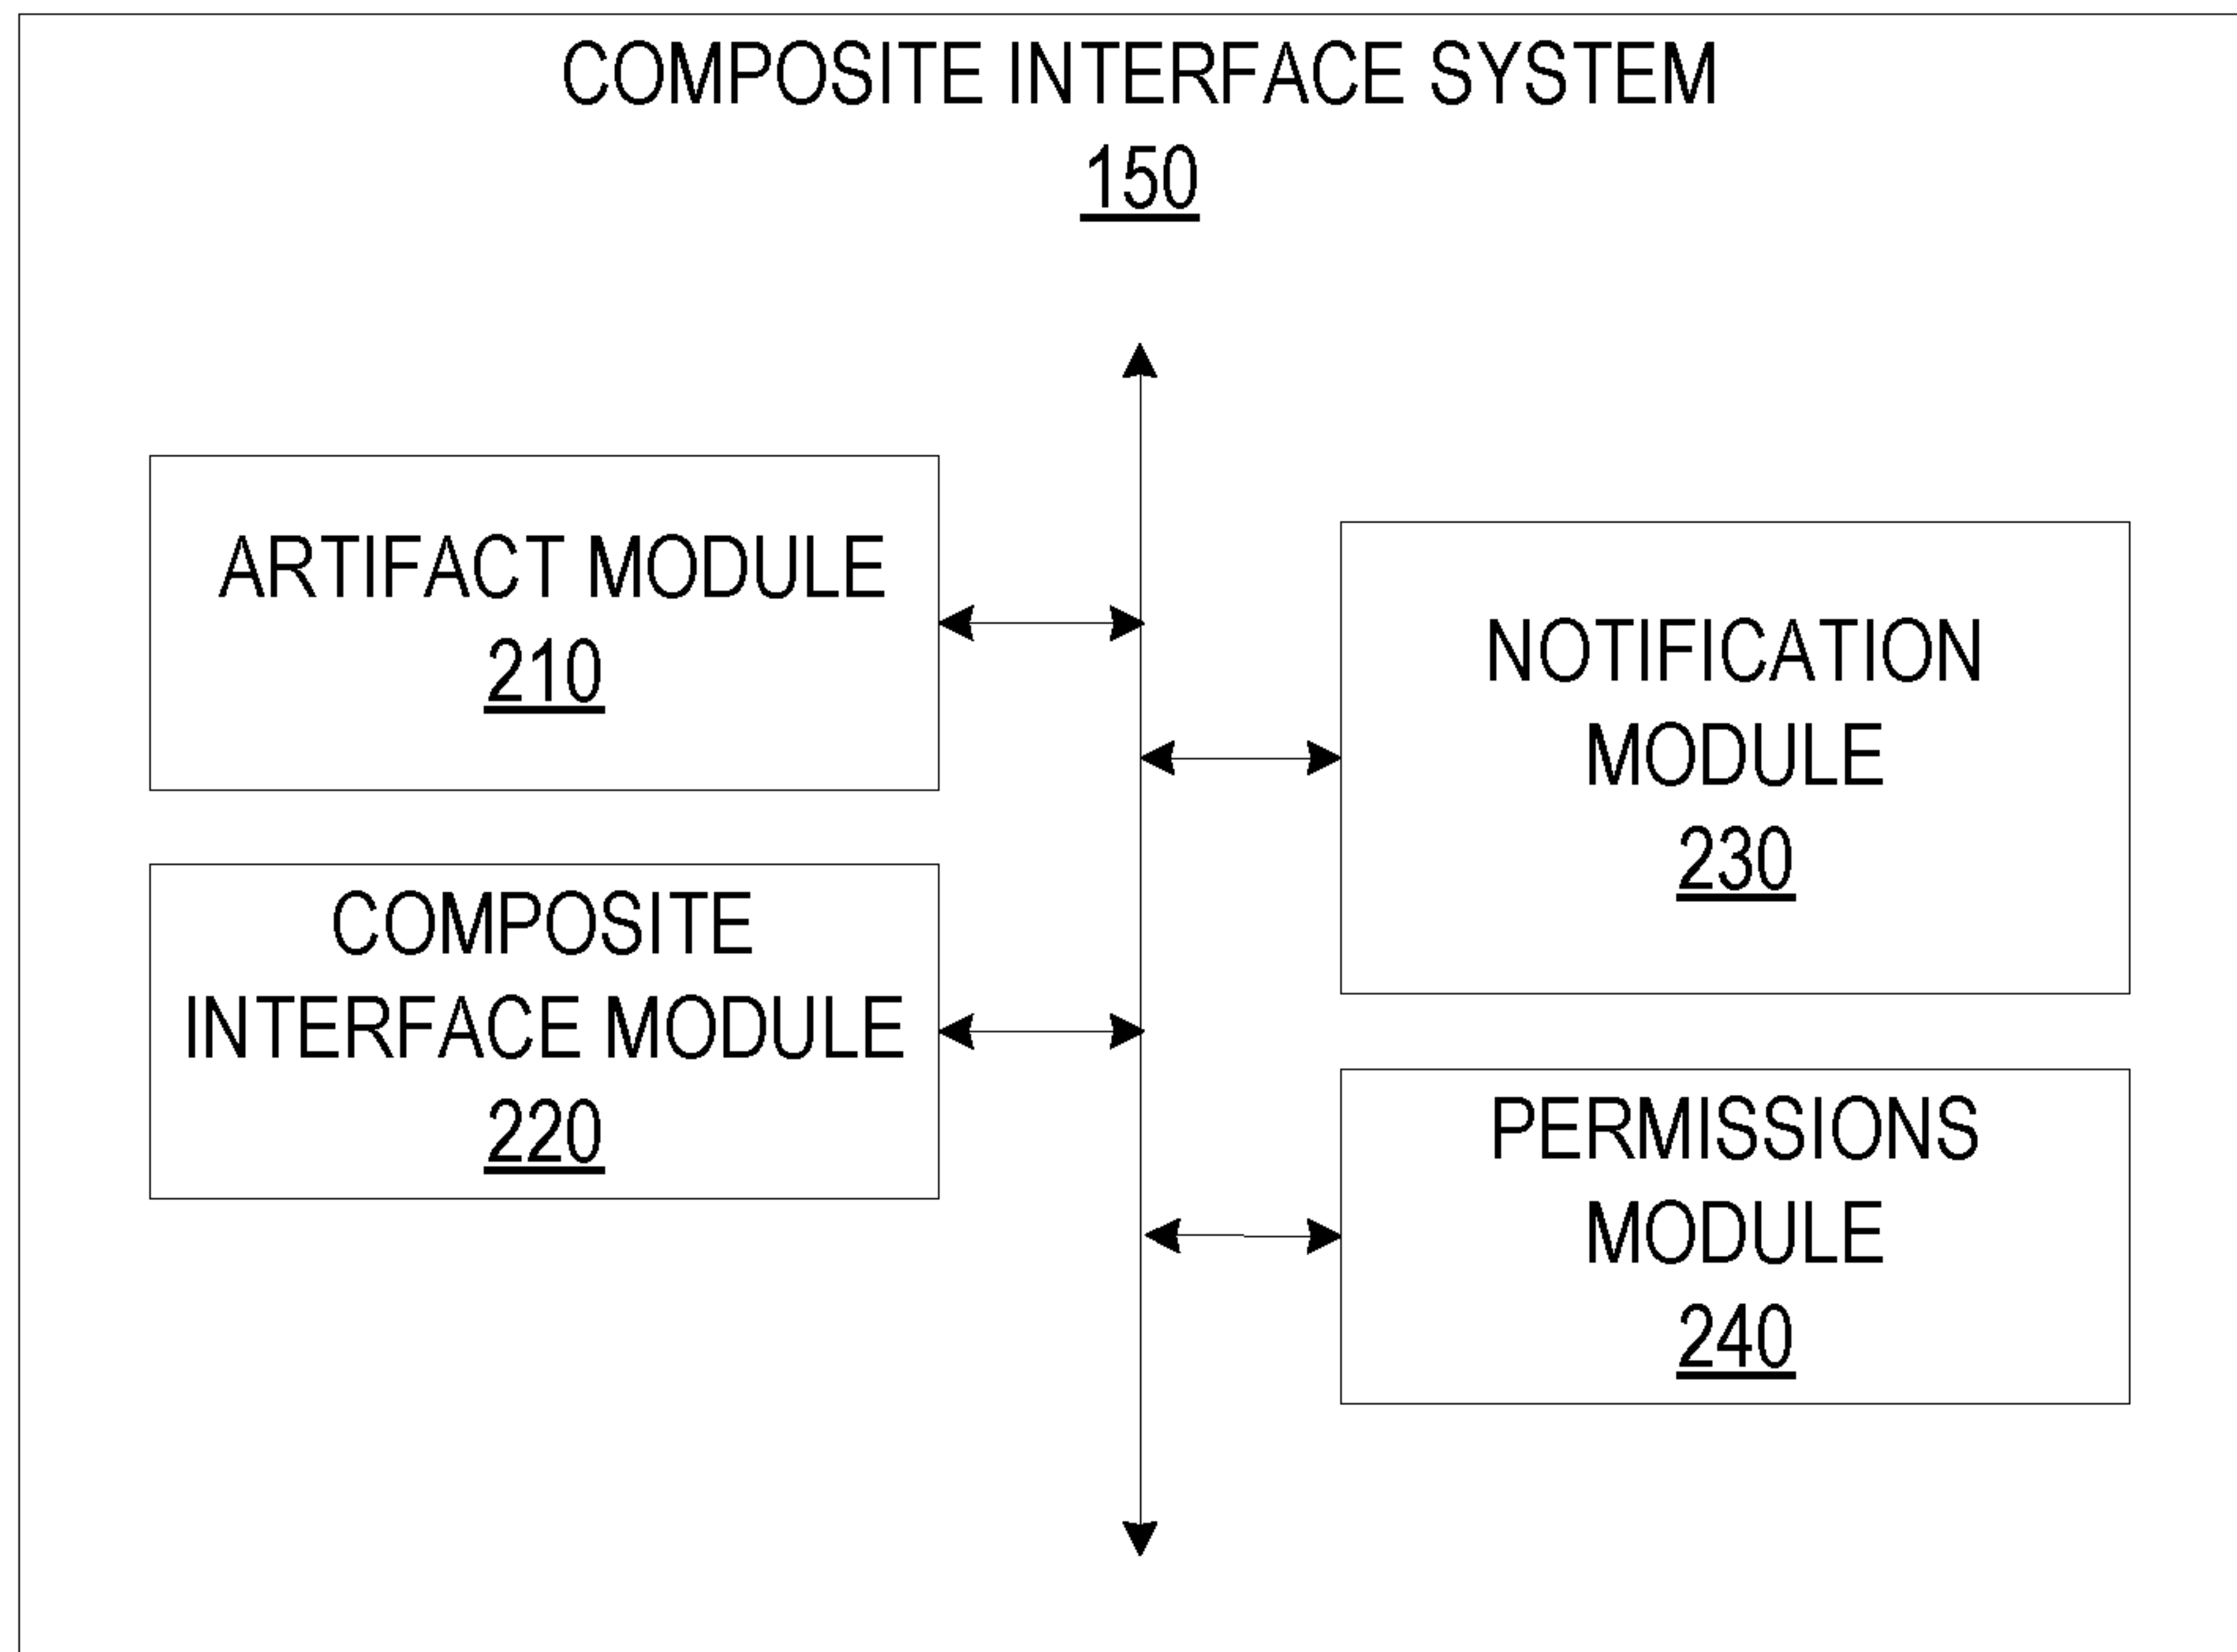 COMPOSITE INTERFACE SYSTEM
150
ARTIFACT MODULE
210
COMPOSITE
INTERFACE MODULE
220
NOTIFICATION
MODULE
230
PERMISSIONS
MODULE
240